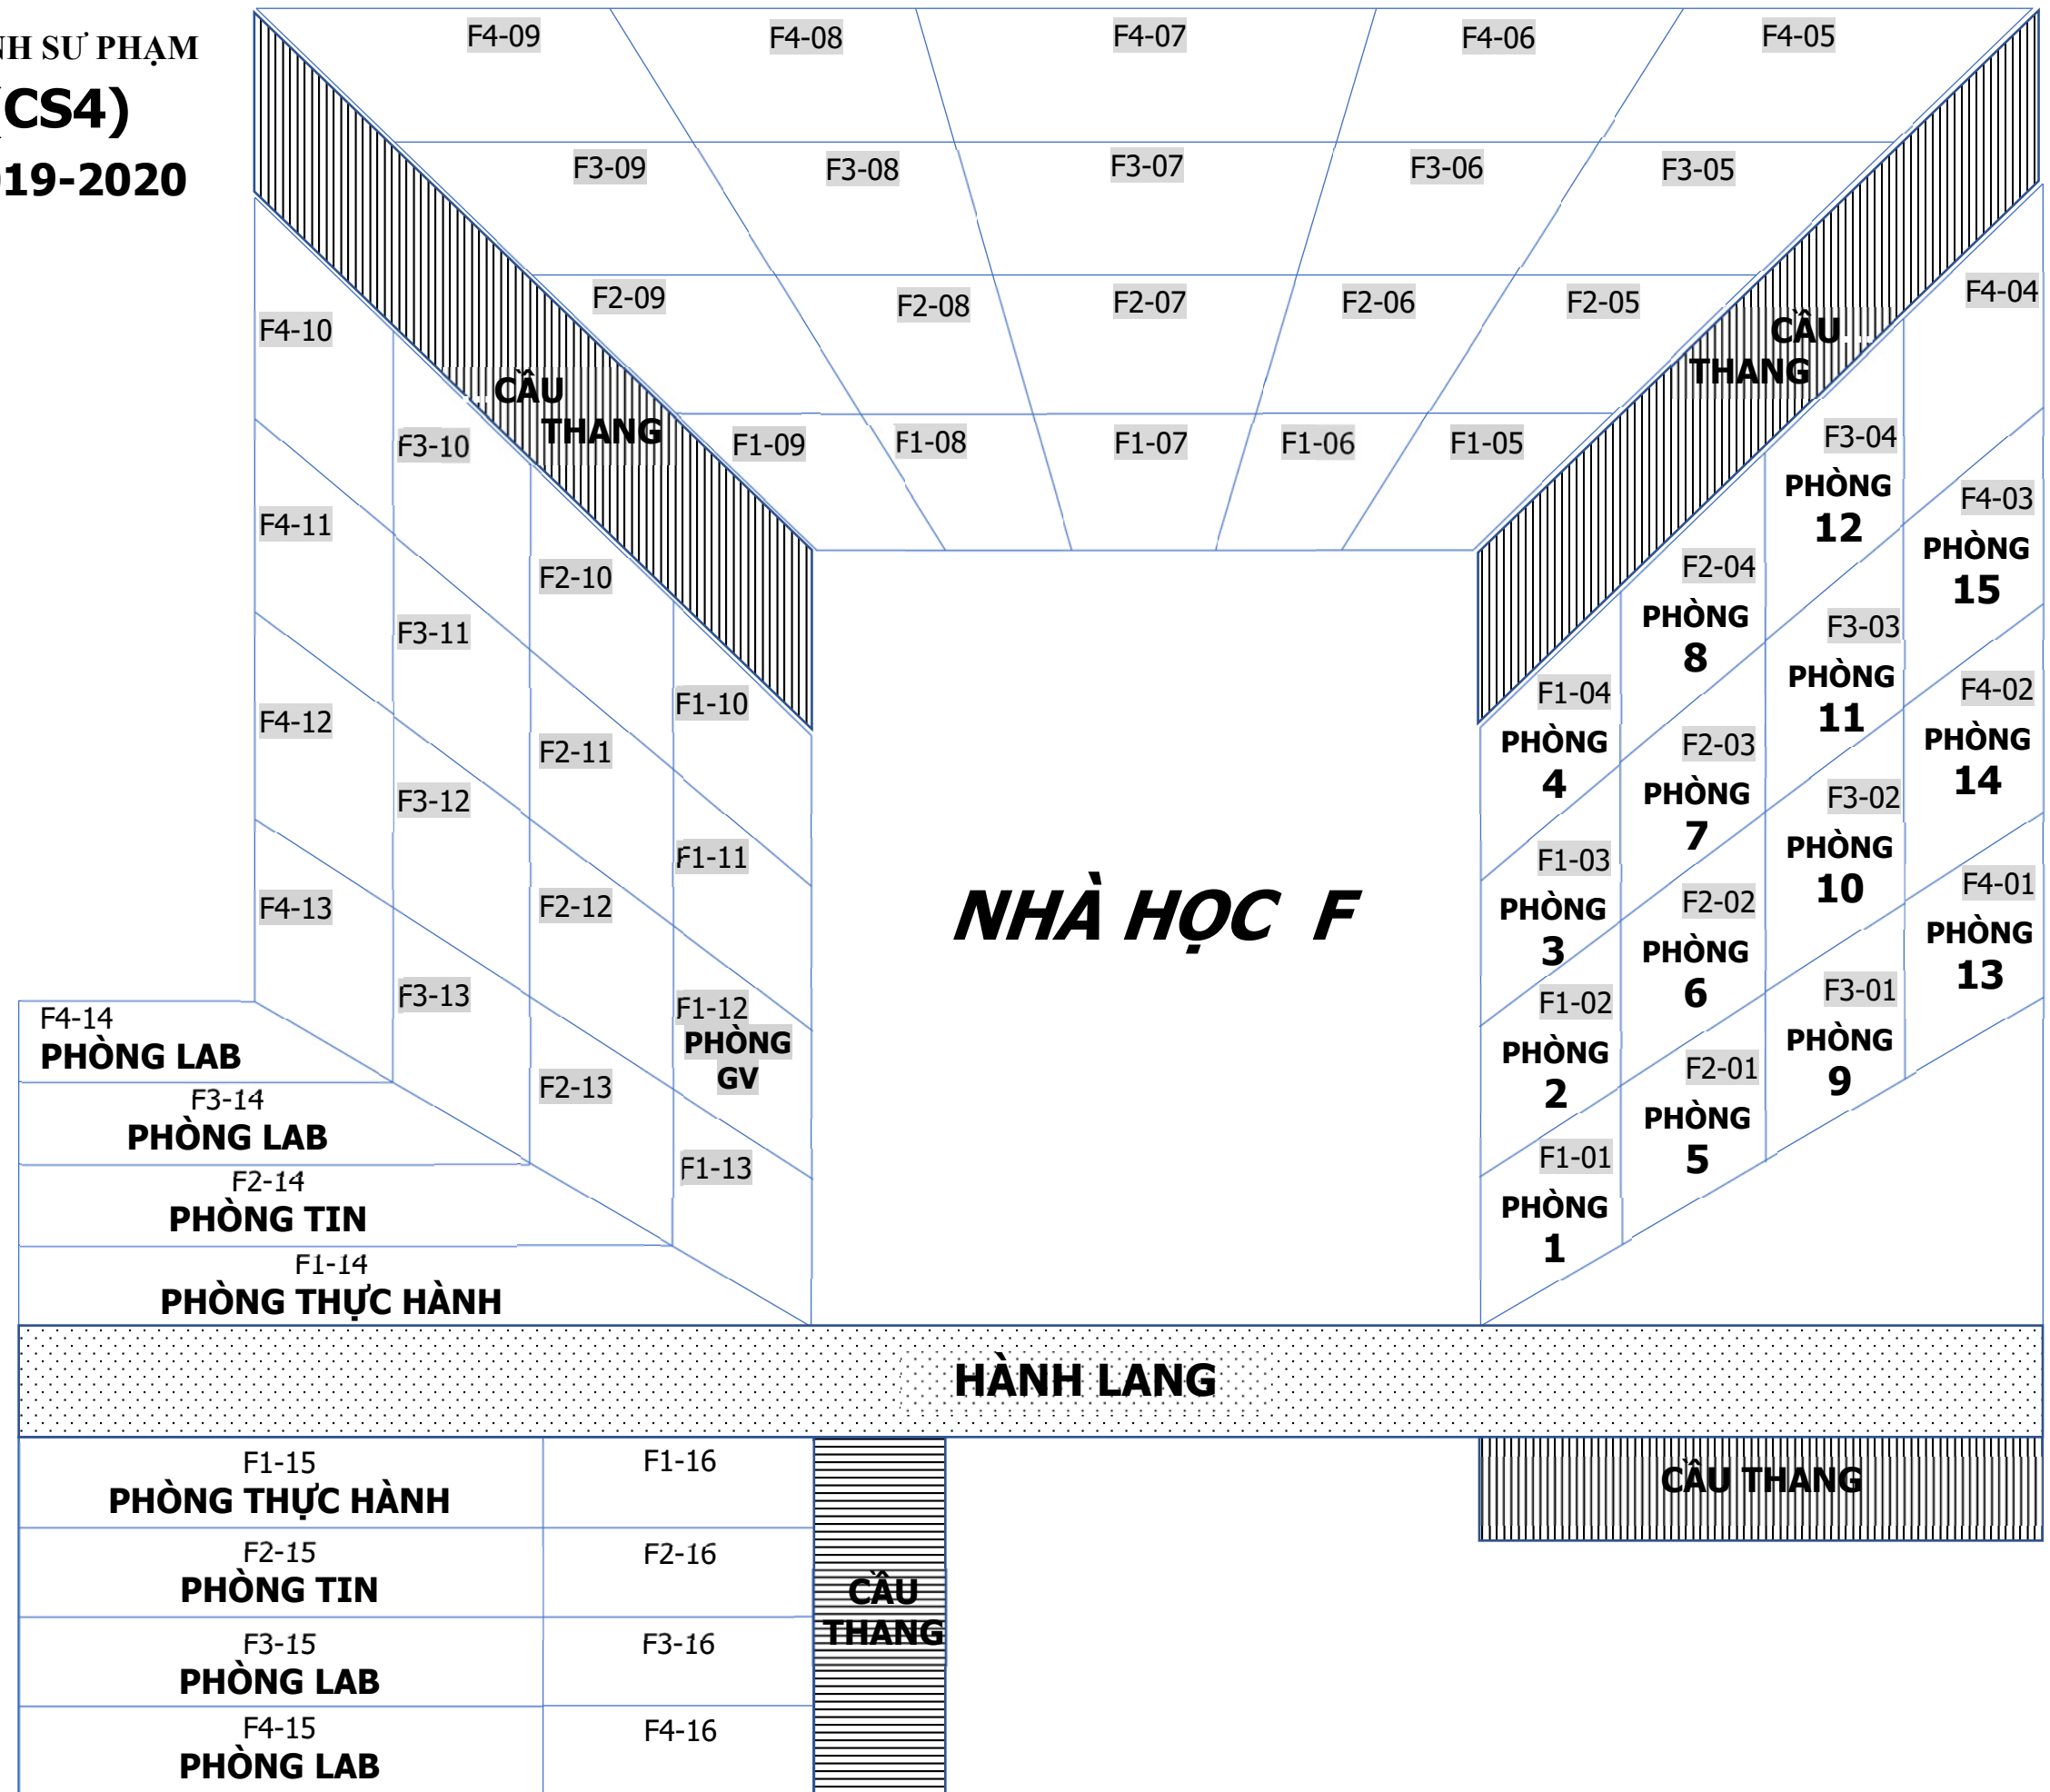 NH SƯ PHẠM
(CS4)
019-2020
F4-09
F4-08
F4-07
F4-06
F4-05
F3-09
F3-08
F3-07
F3-06
F3-05
F2-09
F2-08
F2-07
F2-06
F2-05
F1-09
F1-08
F1-07
F1-06
F1-05
CẦU
THANG
CẦU
THANG
F4-10
F4-11
F4-12
F4-13
F3-10
F3-11
F3-12
F3-13
F2-10
F2-11
F2-12
F2-13
F1-10
F1-11
F1-12
PHÒNG
GV
F1-13
NHÀ HỌC F
F1-04
PHÒNG
4
F1-03
PHÒNG
3
F1-02
PHÒNG
2
F1-01
PHÒNG
1
F2-04
PHÒNG
8
F2-03
PHÒNG
7
F2-02
PHÒNG
6
F2-01
PHÒNG
5
F3-04
PHÒNG
12
F3-03
PHÒNG
11
F3-02
PHÒNG
10
F3-01
PHÒNG
9
F4-04
F4-03
PHÒNG
15
F4-02
PHÒNG
14
F4-01
PHÒNG
13
F4-14
PHÒNG LAB
F3-14
PHÒNG LAB
F2-14
PHÒNG TIN
F1-14
PHÒNG THỰC HÀNH
HÀNH LANG
F1-15
PHÒNG THỰC HÀNH
F1-16
F2-15
PHÒNG TIN
F2-16
F3-15
PHÒNG LAB
F3-16
F4-15
PHÒNG LAB
F4-16
CẦU
THANG
CẦU THANG